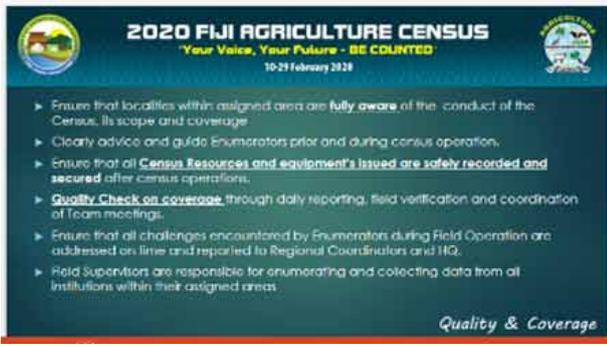 2020 FIJI AGRICULTURE CENSUS
"Your Voice, Your Future - BE COUNTED"
10-29 February 2020
► Ensure that localities within assigned area are fully aware of the conduct of the
Census, its scope and coverage
► Clearly advice and guide Enumerators prior and during census operation.
► Ensure that all Census Resources and equipment's issued are safely recorded and
secured after census operations.
► Quality Check on coverage through daily reporting, field verification and coordination
of Team meetings.
► Ensure that all challenges encountered by Enumerators during Field Operation are
addressed on time and reported to Regional Coordinators and HQ.
► Field Supervisors are responsible for enumerating and collecting data from all
Institutions within their assigned areas
Quality & Coverage
AGRICULTURE